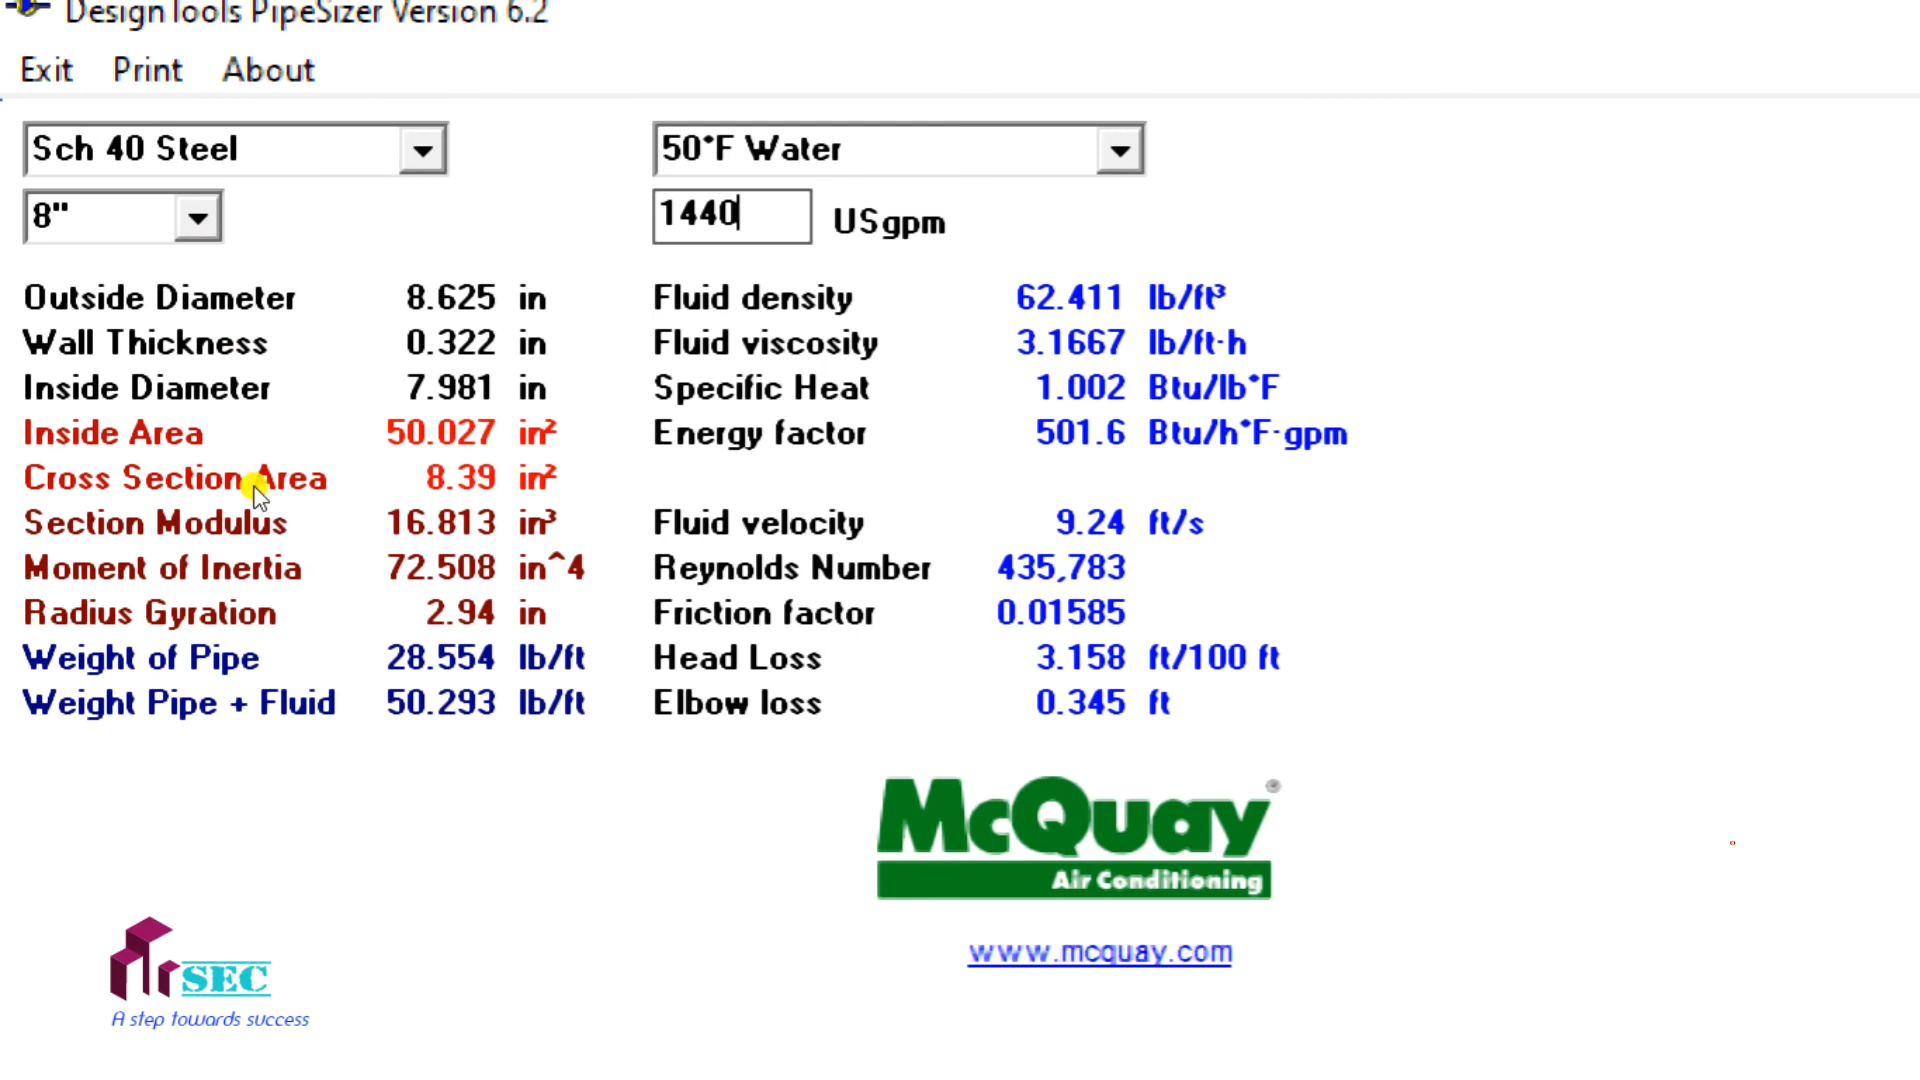 DesignTools PipeSizer Version 6.2
Exit Print About
Sch 40 Steel 50°F Water
8" 1440 USgpm
Outside Diameter 8.625 in Fluid density 62.411 lb/ft³
Wall Thickness 0.322 in Fluid viscosity 3.1667 lb/ft·h
Inside Diameter 7.981 in Specific Heat 1.002 Btu/lb°F
Inside Area 50.027 in² Energy factor 501.6 Btu/h°F·gpm
Cross Section Area 8.39 in²
Section Modulus 16.813 in³ Fluid velocity 9.24 ft/s
Moment of Inertia 72.508 in^4 Reynolds Number 435,783
Radius Gyration 2.94 in Friction factor 0.01585
Weight of Pipe 28.554 lb/ft Head Loss 3.158 ft/100 ft
Weight Pipe + Fluid 50.293 lb/ft Elbow loss 0.345 ft
McQuay®
Air Conditioning
www.mcquay.com
SEC
A step towards success